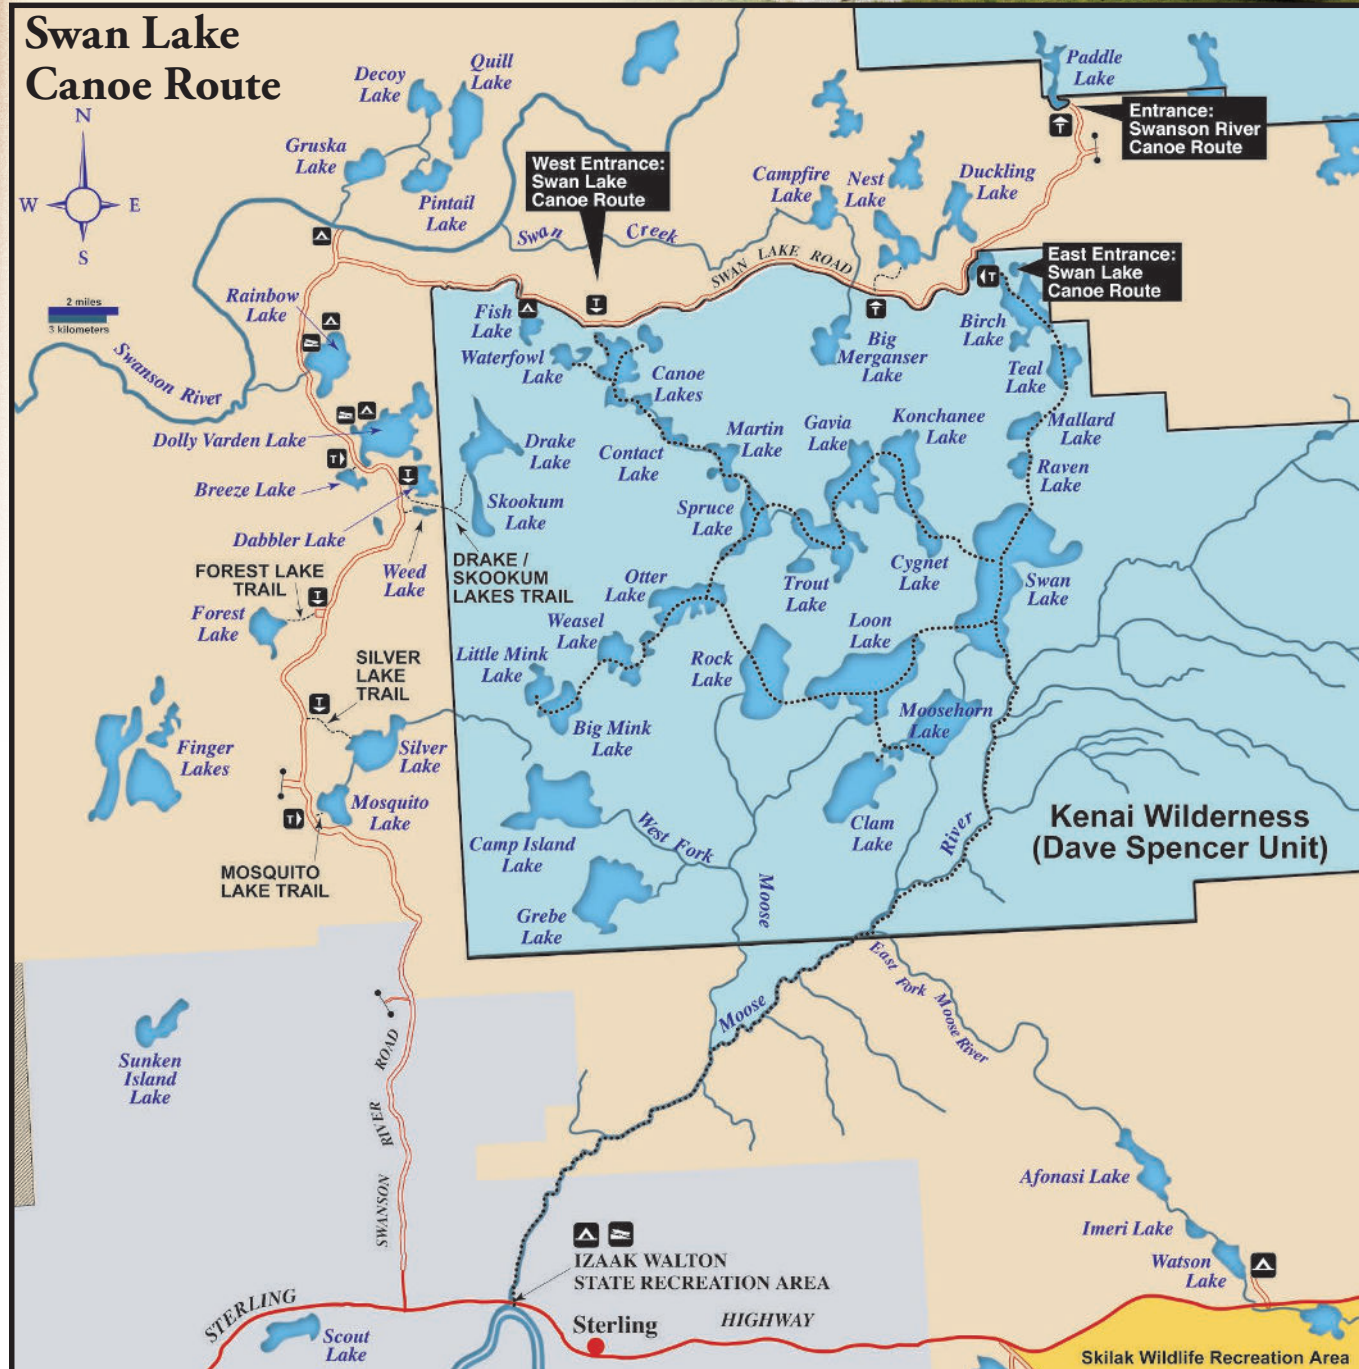 Swan Lake
Canoe Route
N
W
E
S
2 miles
3 kilometers
Decoy
Lake
Quill
Lake
Gruska
Lake
Pintail
Lake
Paddle
Lake
Entrance:
Swanson River
Canoe Route
West Entrance:
Swan Lake
Canoe Route
Campfire
Lake
Nest
Lake
Duckling
Lake
Swan Creek
SWAN LAKE ROAD
East Entrance:
Swan Lake
Canoe Route
Rainbow
Lake
Swanson River
Fish
Lake
Waterfowl
Lake
Canoe
Lakes
Big
Merganser
Lake
Birch
Lake
Teal
Lake
Dolly Varden Lake
Drake
Lake
Contact
Lake
Martin
Lake
Gavia
Lake
Konchanee
Lake
Mallard
Lake
Raven
Lake
Breeze Lake
Skookum
Lake
Spruce
Lake
Dabbler Lake
Weed
Lake
DRAKE /
SKOOKUM
LAKES TRAIL
FOREST LAKE
TRAIL
Forest
Lake
Otter
Lake
Trout
Lake
Cygnet
Lake
Swan
Lake
Weasel
Lake
Loon
Lake
Little Mink
Lake
Rock
Lake
SILVER
LAKE
TRAIL
Big Mink
Lake
Moosehorn
Lake
Finger
Lakes
Silver
Lake
Mosquito
Lake
Camp Island
Lake
West Fork
Moose
Clam
Lake
River
Kenai Wilderness
(Dave Spencer Unit)
MOSQUITO
LAKE TRAIL
Grebe
Lake
East Fork Moose River
Moose
Sunken
Island
Lake
SWANSON RIVER ROAD
Afonasi Lake
Imeri Lake
Watson
Lake
IZAAK WALTON
STATE RECREATION AREA
STERLING HIGHWAY
Scout
Lake
Sterling
Skilak Wildlife Recreation Area
T
T
T
T
T
T
T
T
T